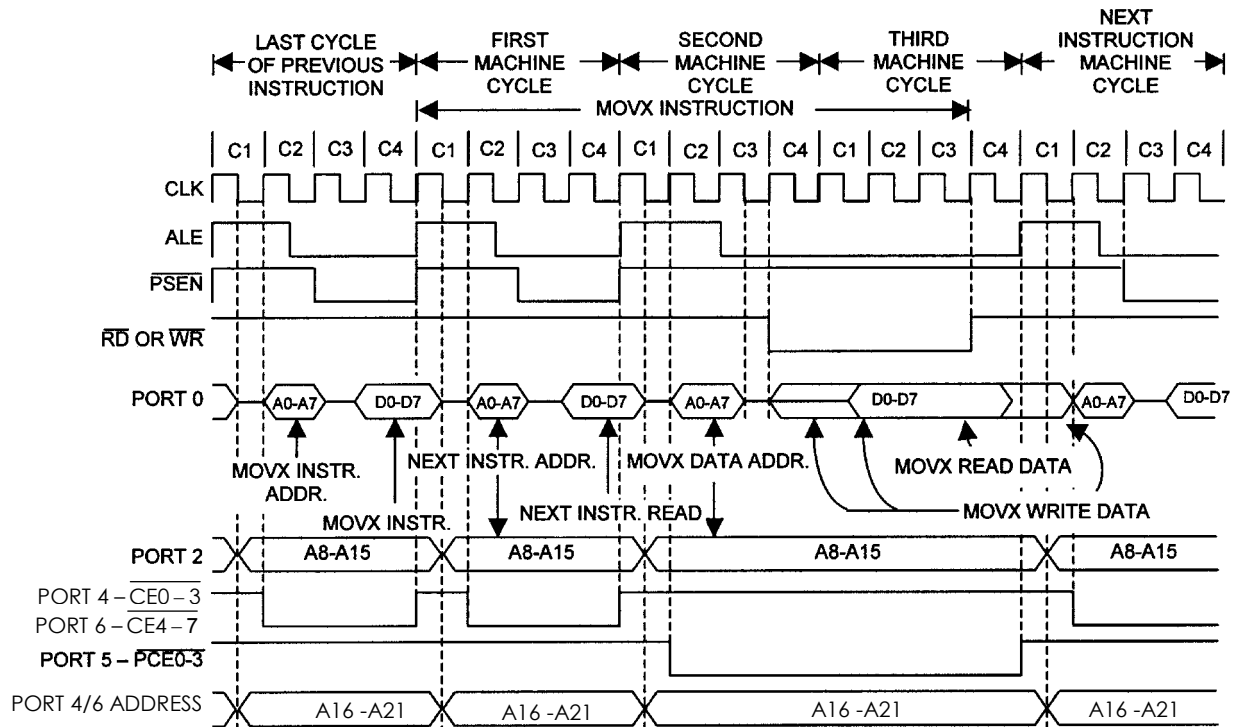 LAST CYCLE
OF PREVIOUS
INSTRUCTION
FIRST
MACHINE
CYCLE
SECOND
MACHINE
CYCLE
THIRD
MACHINE
CYCLE
NEXT
INSTRUCTION
MACHINE
CYCLE
MOVX INSTRUCTION
C1 C2 C3 C4 C1 C2 C3 C4 C1 C2 C3 C4 C1 C2 C3 C4 C1 C2 C3 C4
CLK
ALE
PSEN
RD OR WR
PORT 0 A0-A7 D0-D7 A0-A7 D0-D7 A0-A7 D0-D7 A0-A7 D0-D7
MOVX INSTR.
ADDR.
NEXT INSTR. ADDR.
MOVX DATA ADDR.
MOVX READ DATA
MOVX INSTR.
NEXT INSTR. READ
MOVX WRITE DATA
PORT 2 A8-A15 A8-A15 A8-A15 A8-A15
PORT 4 – CE0 – 3
PORT 6 – CE4 – 7
PORT 5 – PCE0-3
PORT 4/6 ADDRESS A16 -A21 A16 -A21 A16 -A21 A16 -A21